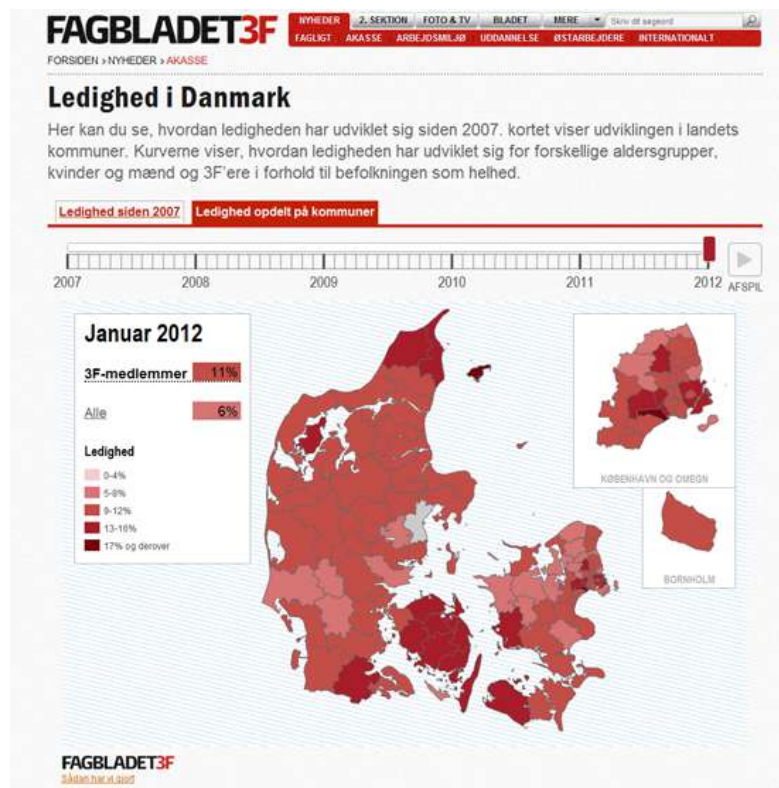 FAGBLADET3F
NYHEDER 2. SEKTION FOTO & TV BLADET MERE Skriv dit søgeord
FAGLIGT AKASSE ARBEJDSMILJØ UDDANNELSE ØSTARBEJDERE INTERNATIONALT
FORSIDEN » NYHEDER » AKASSE
Ledighed i Danmark
Her kan du se, hvordan ledigheden har udviklet sig siden 2007. kortet viser udviklingen i landets
kommuner. Kurverne viser, hvordan ledigheden har udviklet sig for forskellige aldersgrupper,
kvinder og mænd og 3F'ere i forhold til befolkningen som helhed.
Ledighed siden 2007 Ledighed opdelt på kommuner
2007 2008 2009 2010 2011 2012 AFSPIL
Januar 2012
3F-medlemmer 11%
Alle 6%
Ledighed
0-4%
5-8%
9-12%
13-16%
17% og derover
KØBENHAVN OG OMEGN
BORNHOLM
FAGBLADET3F
Sådan har vi gjort